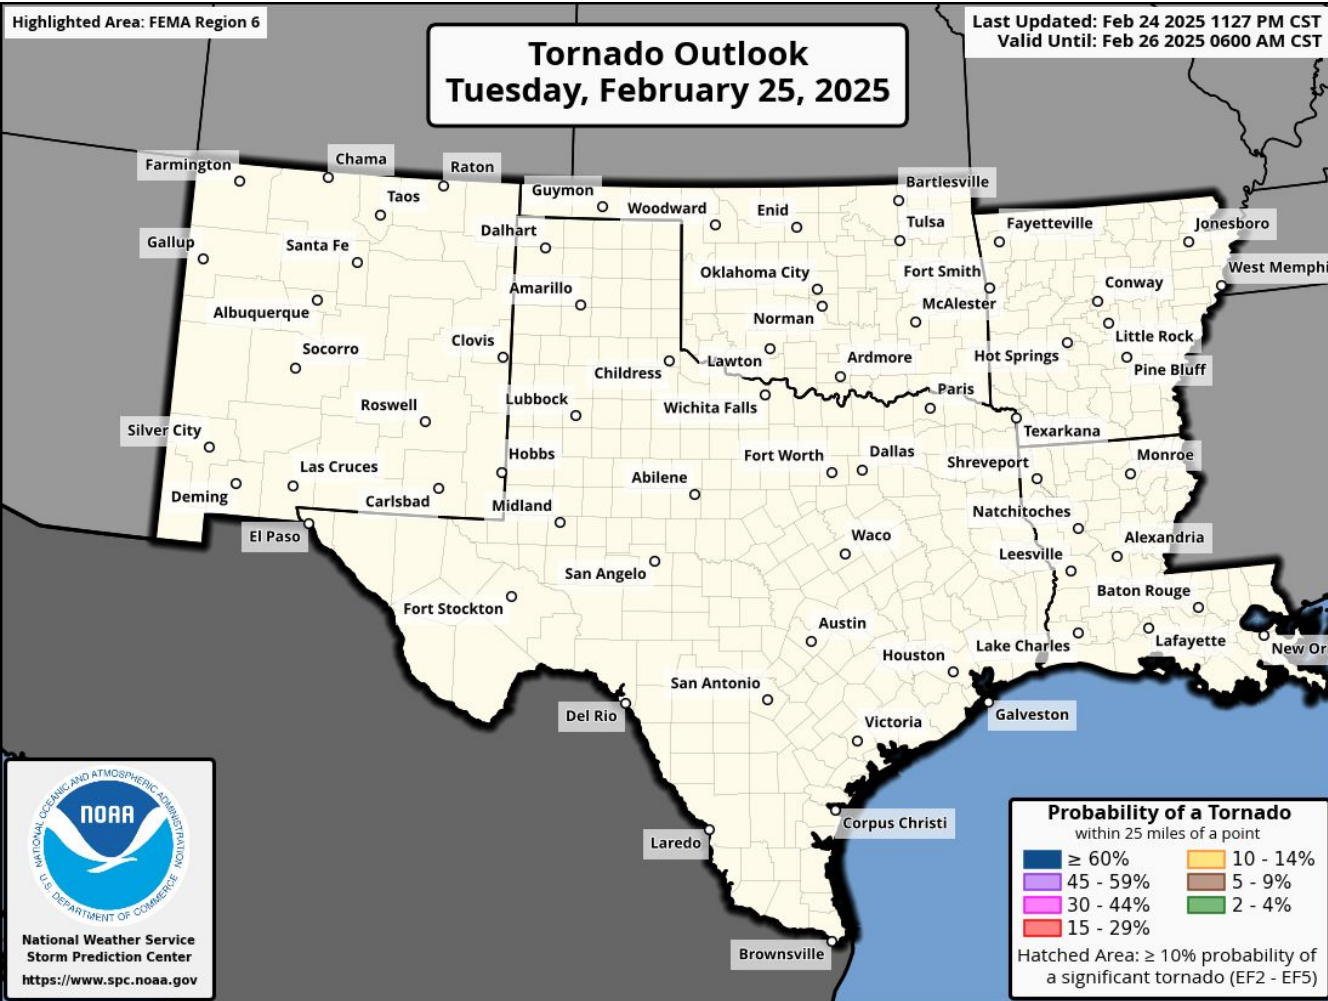 Highlighted Area: FEMA Region 6
Last Updated: Feb 24 2025 1127 PM CST
Valid Until: Feb 26 2025 0600 AM CST
Tornado Outlook
Tuesday, February 25, 2025
Farmington
Chama
Raton
Taos
Guymon
Woodward
Enid
Bartlesville
Tulsa
Fayetteville
Jonesboro
Gallup
Santa Fe
Dalhart
Oklahoma City
Fort Smith
West Memphi
Amarillo
Conway
Albuquerque
Norman
McAlester
Socorro
Clovis
Little Rock
Childress
Lawton
Ardmore
Hot Springs
Pine Bluff
Roswell
Lubbock
Wichita Falls
Paris
Silver City
Texarkana
Las Cruces
Hobbs
Abilene
Fort Worth
Dallas
Shreveport
Monroe
Deming
Carlsbad
Midland
Natchitoches
El Paso
Waco
Leesville
Alexandria
San Angelo
Baton Rouge
Fort Stockton
Austin
Lake Charles
Lafayette
New Or
Houston
San Antonio
Del Rio
Victoria
Galveston
Corpus Christi
Laredo
Brownsville
NATIONAL OCEANIC AND ATMOSPHERIC ADMINISTRATION
NOAA
U.S. DEPARTMENT OF COMMERCE
National Weather Service
Storm Prediction Center
https://www.spc.noaa.gov
Probability of a Tornado
within 25 miles of a point
≥ 60%
10 - 14%
45 - 59%
5 - 9%
30 - 44%
2 - 4%
15 - 29%
Hatched Area: ≥ 10% probability of
a significant tornado (EF2 - EF5)